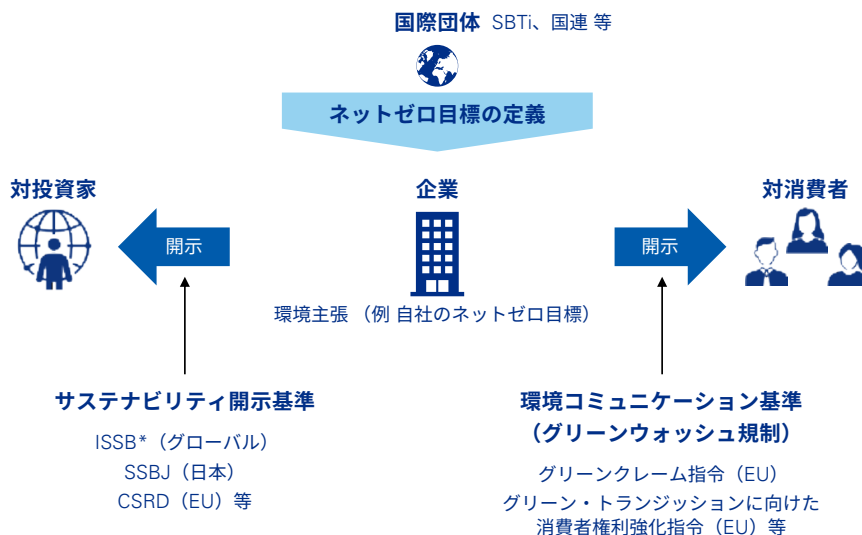 国際団体 SBTi、国連 等
ネットゼロ目標の定義
対投資家
企業
対消費者
開示
開示
環境主張 （例 自社のネットゼロ目標）
サステナビリティ開示基準
ISSB*（グローバル）
SSBJ（日本）
CSRD（EU）等
環境コミュニケーション基準
（グリーンウォッシュ規制）
グリーンクレーム指令（EU）
グリーン・トランジッションに向けた
消費者権利強化指令（EU）等